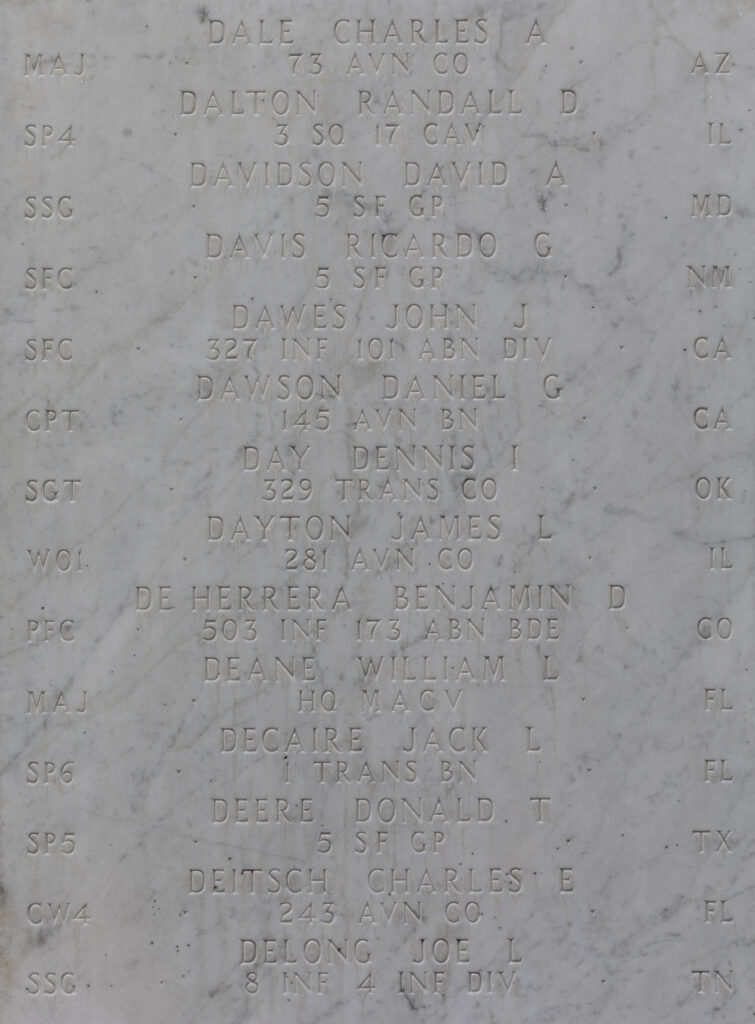 DALE CHARLES A
MAJ · 73 AVN CO · AZ
DALTON RANDALL D
SP4 · 3 SQ 17 CAV · IL
DAVIDSON DAVID A
SSG · 5 SF GP · MD
DAVIS RICARDO G
SFC · 5 SF GP · NM
DAWES JOHN J
SFC · 327 INF 101 ABN DIV · CA
DAWSON DANIEL G
CPT · 145 AVN BN · CA
DAY DENNIS I
SGT · 329 TRANS CO · OK
DAYTON JAMES L
WO1 · 281 AVN CO · IL
DE HERRERA BENJAMIN D
PFC · 503 INF 173 ABN BDE · CO
DEANE WILLIAM L
MAJ · HQ MACV · FL
DECAIRE JACK L
SP6 · 1 TRANS BN · FL
DEERE DONALD T
SP5 · 5 SF GP · TX
DEITSCH CHARLES E
CW4 · 243 AVN CO · FL
DELONG JOE L
SSG · 8 INF 4 INF DIV · TN